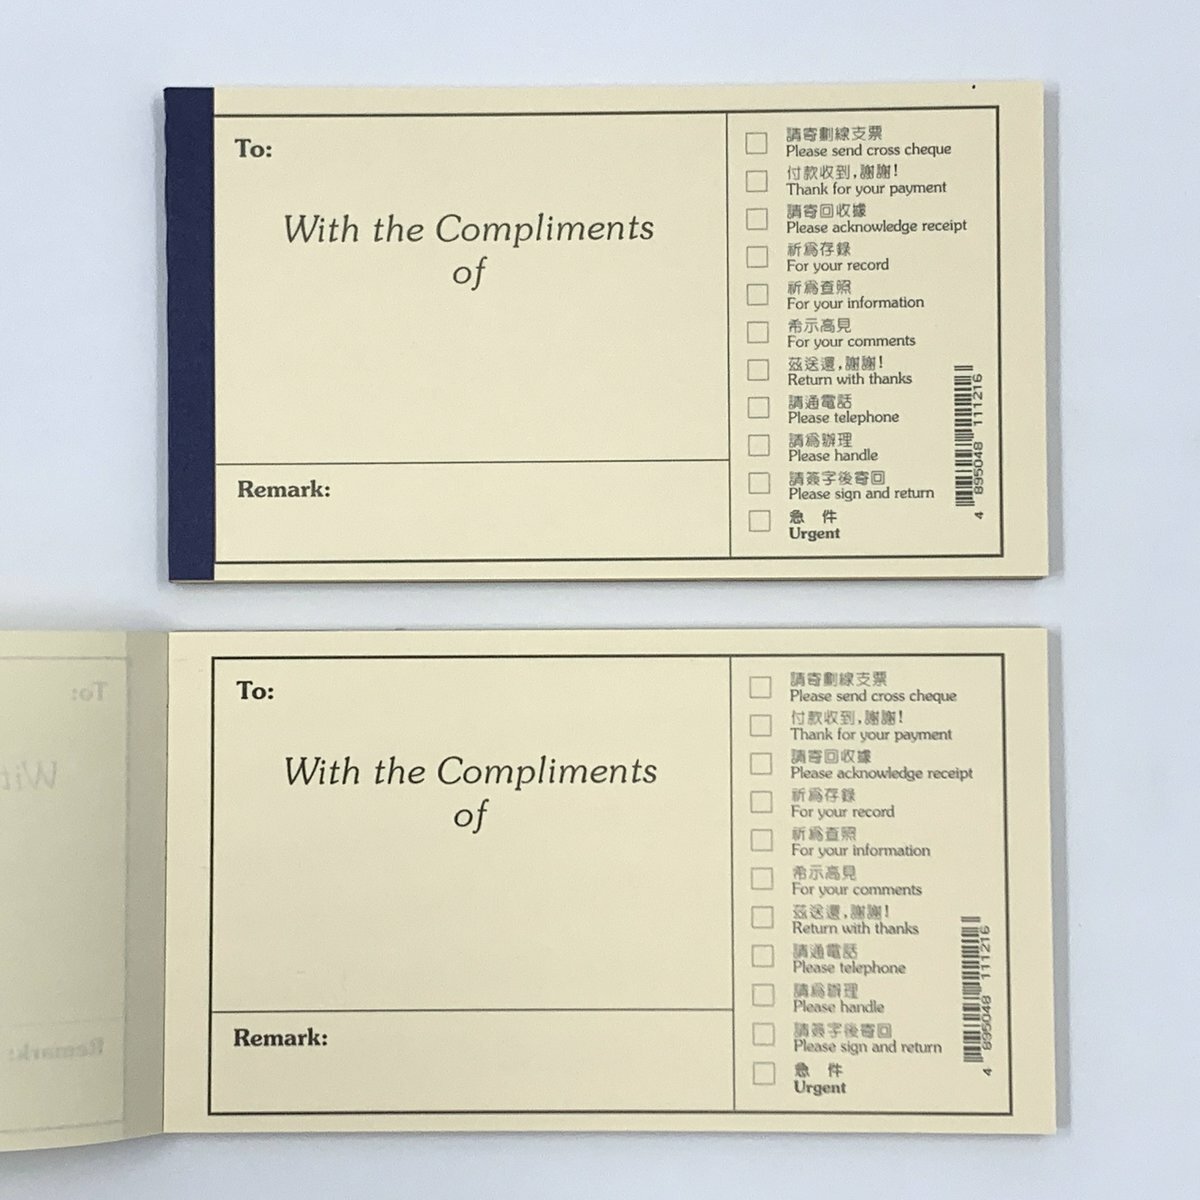 To:
With the Compliments
of
Remark:
請寄劃線支票
Please send cross cheque
付款收到,謝謝!
Thank for your payment
請寄回收據
Please acknowledge receipt
祈為存錄
For your record
祈為查照
For your information
希示高見
For your comments
茲送還,謝謝!
Return with thanks
請通電話
Please telephone
請為辦理
Please handle
請簽字後寄回
Please sign and return
急 件
Urgent
4 895048 111216
To:
Wit
Remark:
To:
With the Compliments
of
Remark:
請寄劃線支票
Please send cross cheque
付款收到,謝謝!
Thank for your payment
請寄回收據
Please acknowledge receipt
祈為存錄
For your record
祈為查照
For your information
希示高見
For your comments
茲送還,謝謝!
Return with thanks
請通電話
Please telephone
請為辦理
Please handle
請簽字後寄回
Please sign and return
急 件
Urgent
4 895048 111216